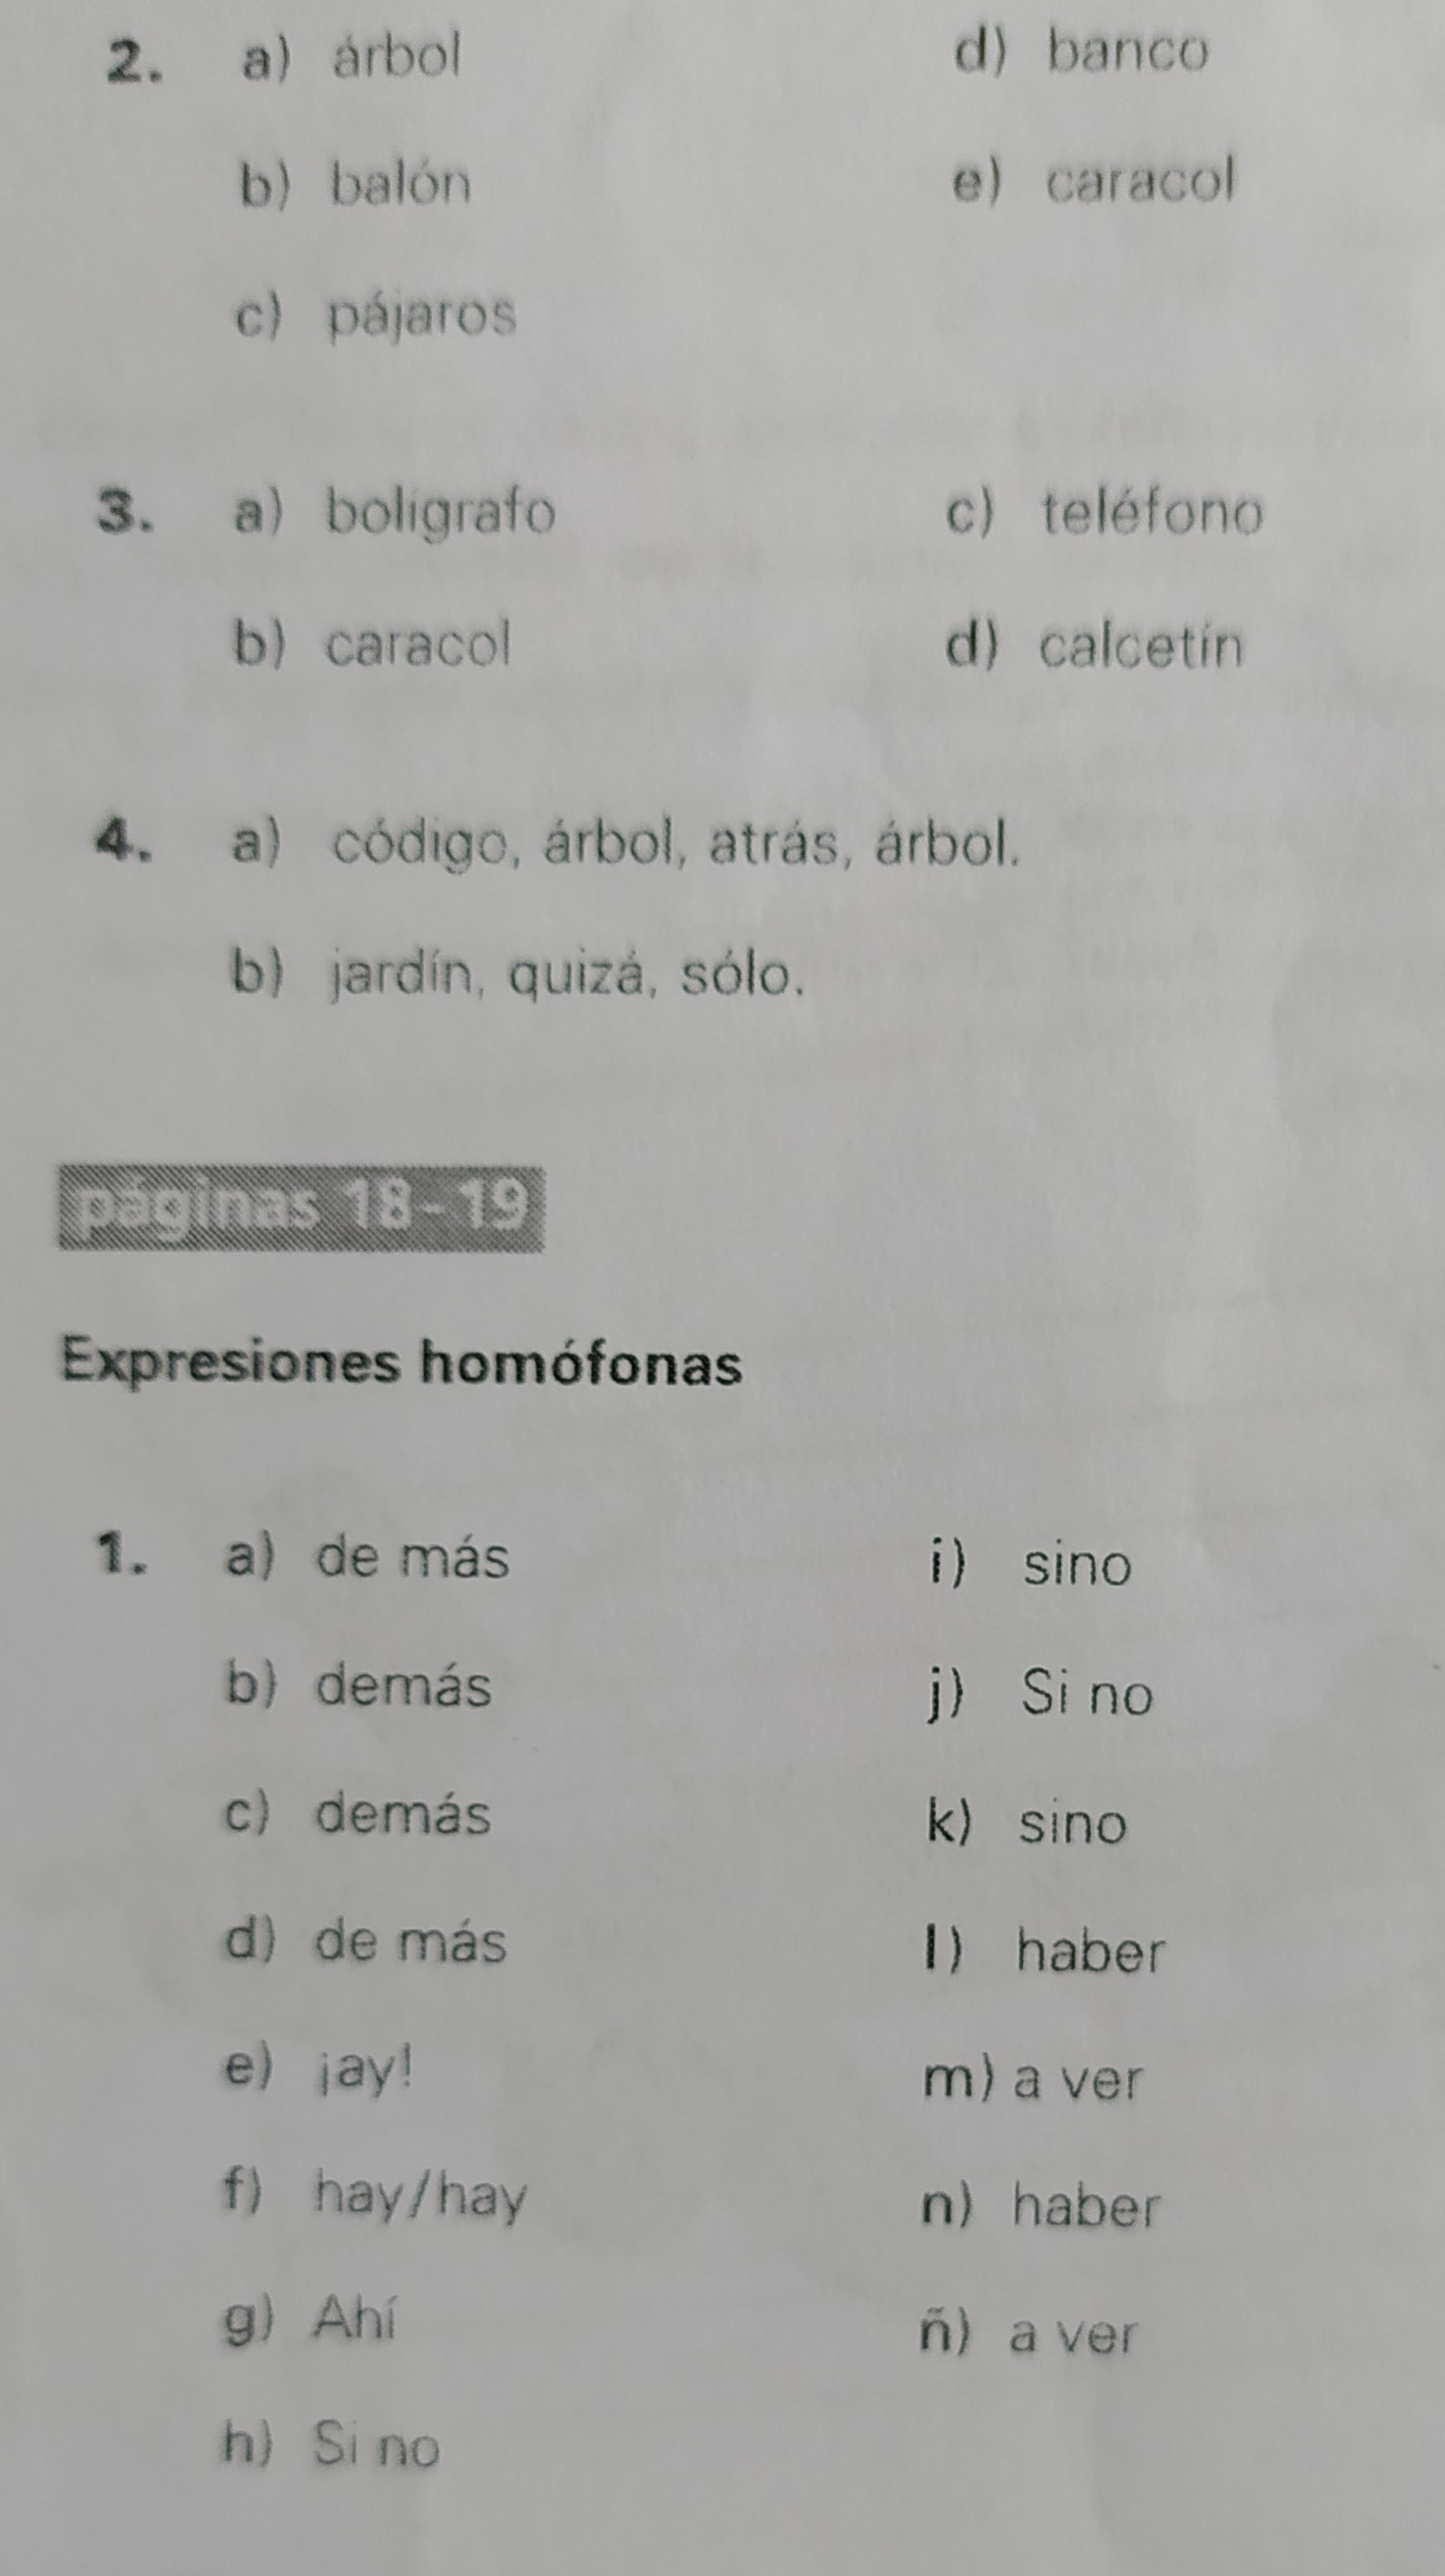 2. a) árbol d) banco
b) balón e) caracol
c) pájaros
3. a) bolígrafo c) teléfono
b) caracol d) calcetín
4. a) código, árbol, atrás, árbol.
b) jardín, quizá, sólo.
páginas 18-19
Expresiones homófonas
1. a) de más i) sino
b) demás j) Si no
c) demás k) sino
d) de más l) haber
e) ¡ay! m) a ver
f) hay/hay n) haber
g) Ahí ñ) a ver
h) Si no